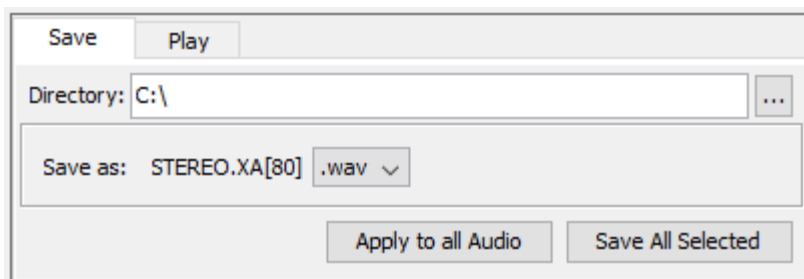 Save Play
Directory: C:\ ...
Save as: STEREO.XA[80] .wav
Apply to all Audio Save All Selected